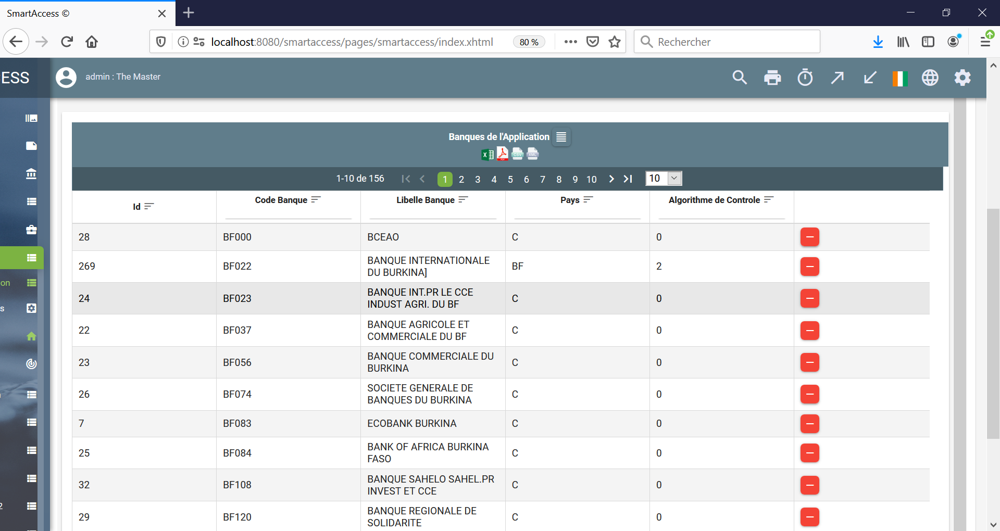 SmartAccess ©
localhost:8080/smartaccess/pages/smartaccess/index.xhtml
80 %
Rechercher
ESS
admin : The Master
Banques de l'Application
CSV
XML
1-10 de 156
1 2 3 4 5 6 7 8 9 10
10
Id
Code Banque
Libelle Banque
Pays
Algorithme de Controle
28 BF000 BCEAO C 0
269 BF022 BANQUE INTERNATIONALE
DU BURKINA] BF 2
24 BF023 BANQUE INT.PR LE CCE
INDUST AGRI. DU BF C 0
22 BF037 BANQUE AGRICOLE ET
COMMERCIALE DU BF C 0
23 BF056 BANQUE COMMERCIALE DU
BURKINA C 0
26 BF074 SOCIETE GENERALE DE
BANQUES DU BURKINA C 0
7 BF083 ECOBANK BURKINA C 0
25 BF084 BANK OF AFRICA BURKINA
FASO C 0
32 BF108 BANQUE SAHELO SAHEL.PR
INVEST ET CCE C 0
29 BF120 BANQUE REGIONALE DE
SOLIDARITE C 0
on
s
2